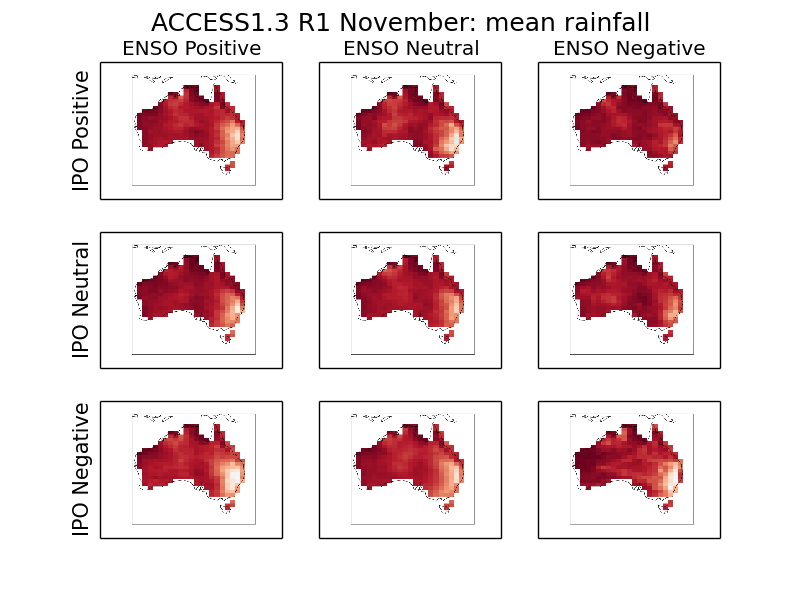 ACCESS1.3 R1 November: mean rainfall
ENSO Positive
ENSO Neutral
ENSO Negative
IPO Positive
IPO Neutral
IPO Negative